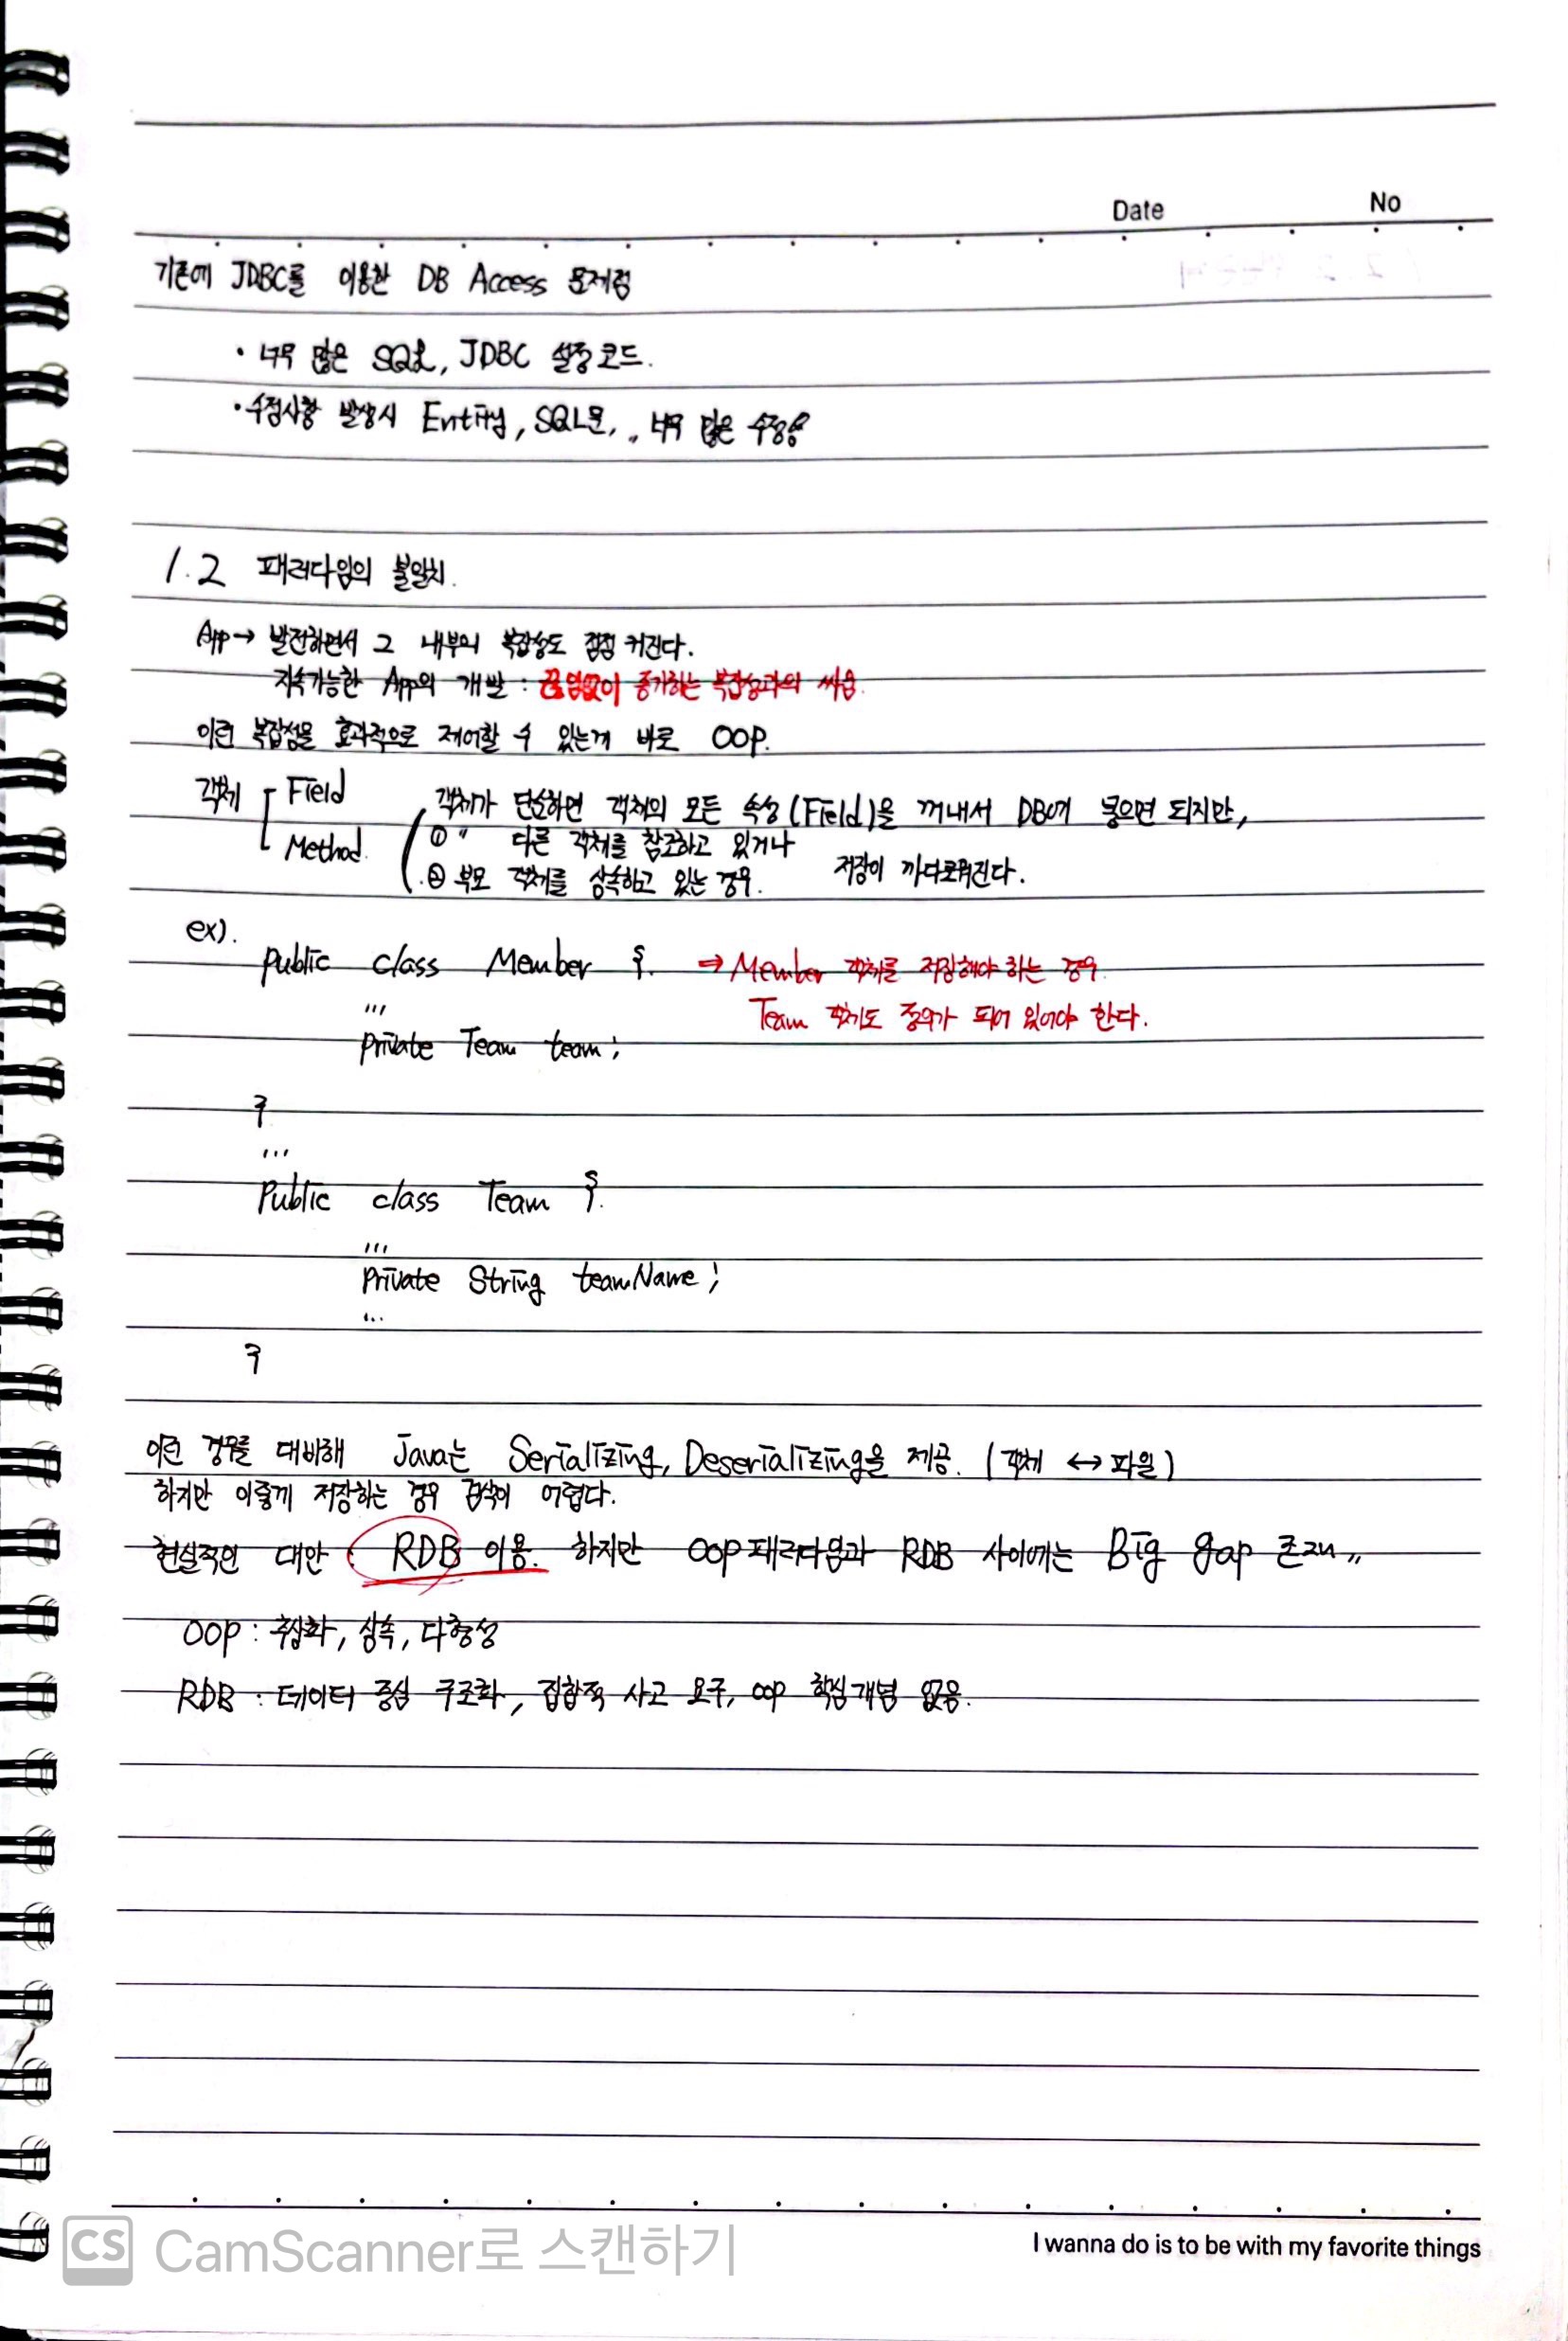 Date No
기존에 JDBC를 이용한 DB Access 문제점
· 너무 많은 SQL, JDBC 설정 코드.
· 수정사항 발생시 Entity, SQL문, 〃 너무 많은 수정
1.2 패러다임의 불일치.
App → 발전하면서 그 내부의 복잡성도 점점 커진다.
지속가능한 App의 개발 : 끊임없이 증가하는 복잡성과의 싸움.
이런 복잡성을 효과적으로 제어할 수 있는게 바로 OOP.
객체 Field
Method.
객체가 단순하면 객체의 모든 속성(Field)을 꺼내서 DB에 넣으면 되지만,
① 〃 다른 객체를 참조하고 있거나
② 부모 객체를 상속하고 있는 경우. 저장이 까다로워진다.
ex).
public class Member { → Member 객체를 저장해야 하는 경우.
... Team 객체도 정의가 되어 있어야 한다.
private Team team;
}
...
Public class Team {
...
private String teamName;
...
}
이런 경우를 대비해 Java는 Serializing, Deserializing을 제공. (객체 ↔ 파일)
하지만 이렇게 저장하는 경우 검색이 어렵다.
현실적인 대안 : RDB 이용. 하지만 OOP패러다임과 RDB 사이에는 Big gap 존재〃
OOP : 추상화, 상속, 다형성
RDB : 데이터 중심 구조화, 집합적 사고 요구, OOP 핵심개념 없음.
CS CamScanner로 스캔하기
I wanna do is to be with my favorite things